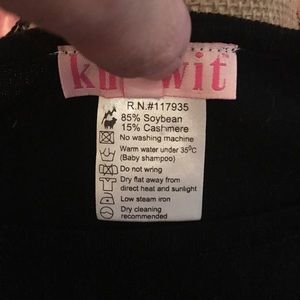 wit
R.N.#117935
85% Soybean
15% Cashmere
No washing machine
Warm water under 35°C
(Baby shampoo)
Do not wring
Dry flat away from
direct heat and sunlight
Low steam iron
Dry cleaning
recommended